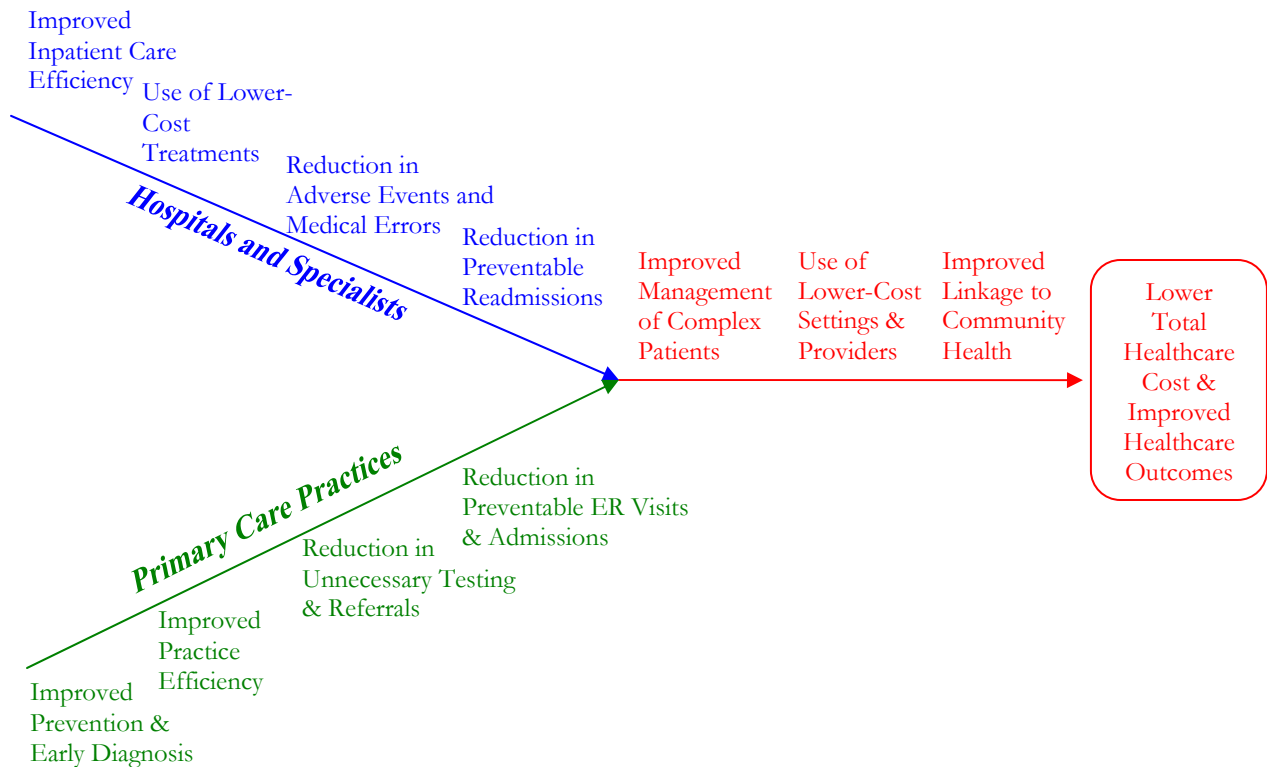 Improved
Inpatient Care
Efficiency
Use of Lower-
Cost
Treatments
Reduction in
Adverse Events and
Medical Errors
Reduction in
Preventable
Readmissions
Hospitals and Specialists
Improved
Management
of Complex
Patients
Use of
Lower-Cost
Settings &
Providers
Improved
Linkage to
Community
Health
Lower
Total
Healthcare
Cost &
Improved
Healthcare
Outcomes
Primary Care Practices
Reduction in
Preventable ER Visits
& Admissions
Reduction in
Unnecessary Testing
& Referrals
Improved
Practice
Efficiency
Improved
Prevention &
Early Diagnosis